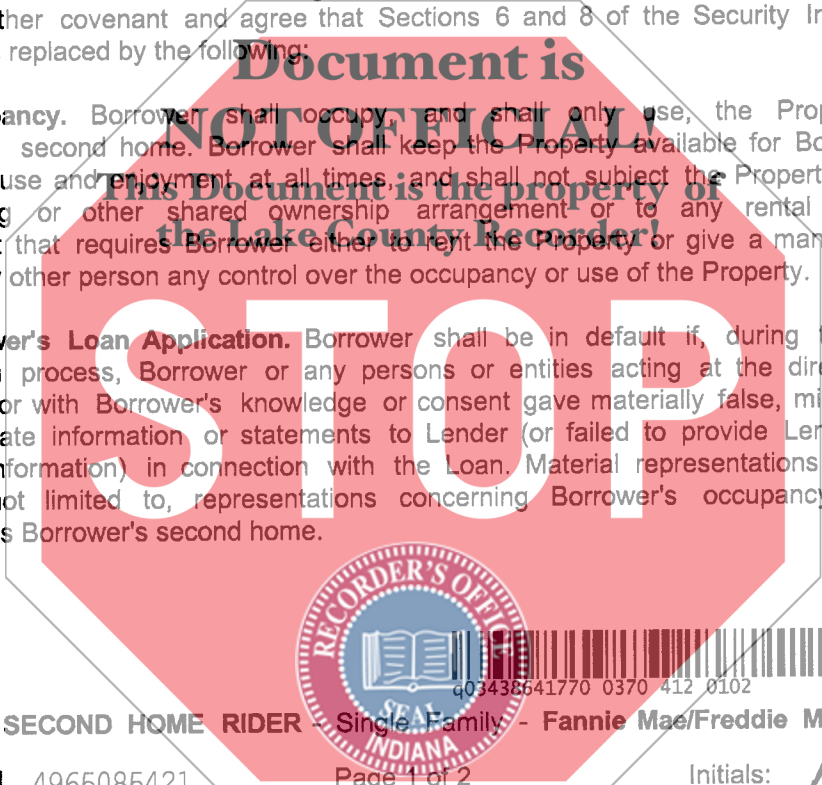 ther covenant and agree that Sections 6 and 8 of the Security In
replaced by the following:
Document is
ancy. Borrower shall occupy, and shall only use, the Prop
NOT OFFICIAL!
second home. Borrower shall keep the Property available for Bo
use and enjoyment at all times, and shall not subject the Propert
This Document is the property of
g or other shared ownership arrangement or to any rental
the Lake County Recorder!
t that requires Borrower either to rent the Property or give a man
other person any control over the occupancy or use of the Property.
STOP
ver's Loan Application. Borrower shall be in default if, during t
process, Borrower or any persons or entities acting at the dire
or with Borrower's knowledge or consent gave materially false, mi
ate information or statements to Lender (or failed to provide Len
nformation) in connection with the Loan. Material representations
ot limited to, representations concerning Borrower's occupancy
s Borrower's second home.
RECORDER'S OFFICE
SEAL
INDIANA
q03438641770 0370 412 0102
SECOND HOME RIDER - Single Family - Fannie Mae/Freddie M
4965085421
Page 1 of 2
Initials: